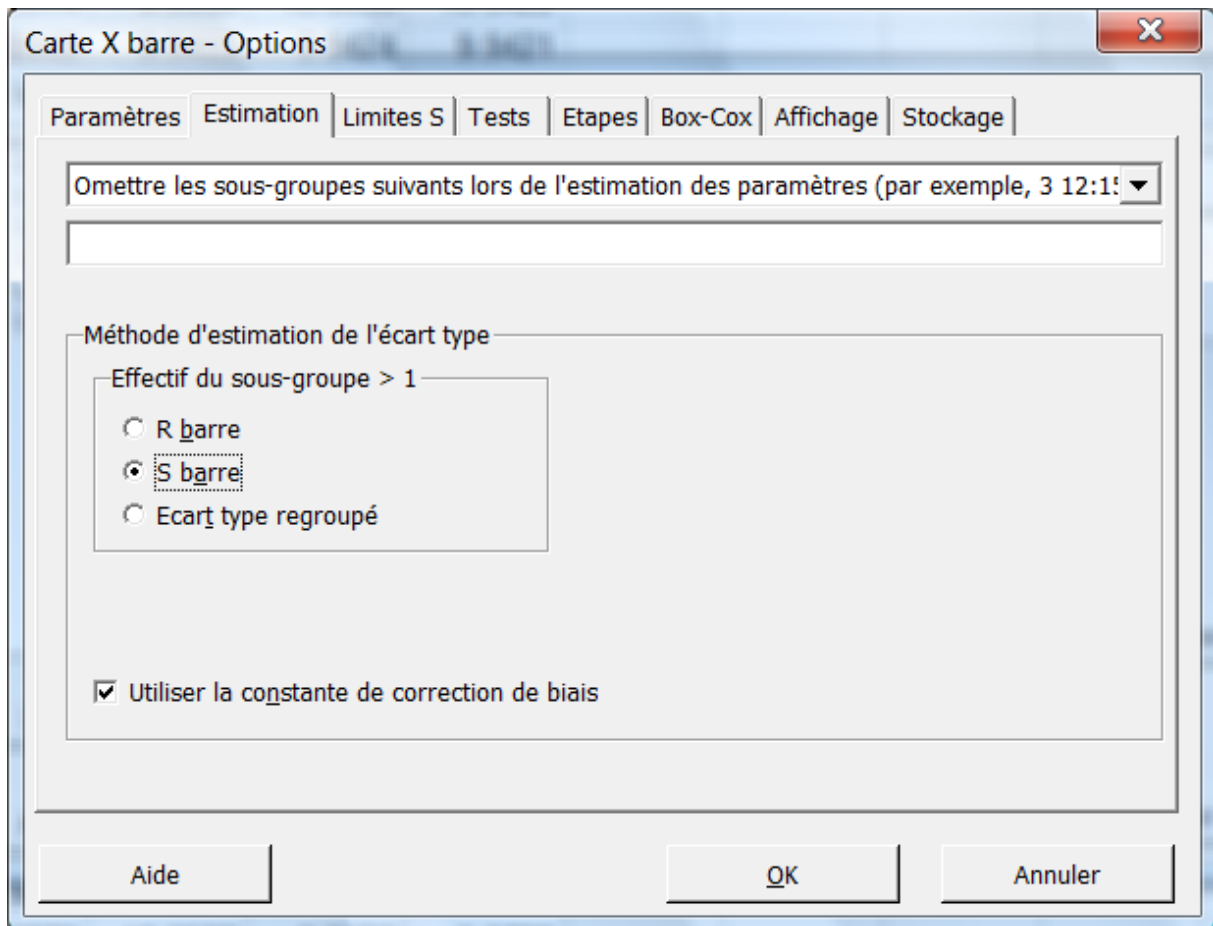 Carte X barre - Options
Paramètres Estimation Limites S Tests Etapes Box-Cox Affichage Stockage
Omettre les sous-groupes suivants lors de l'estimation des paramètres (par exemple, 3 12:15
Méthode d'estimation de l'écart type
Effectif du sous-groupe > 1
R barre
S barre
Ecart type regroupé
Utiliser la constante de correction de biais
Aide OK Annuler